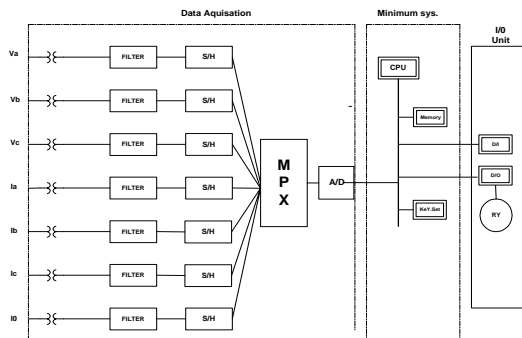 Data Aquisation
Minimum sys.
I/0
Unit
Va
FILTER
S/H
Vb
FILTER
S/H
Vc
FILTER
S/H
Ia
FILTER
S/H
Ib
FILTER
S/H
Ic
FILTER
S/H
I0
FILTER
S/H
M
P
X
A/D
CPU
Memory
KeY.Set
D/I
D/O
RY